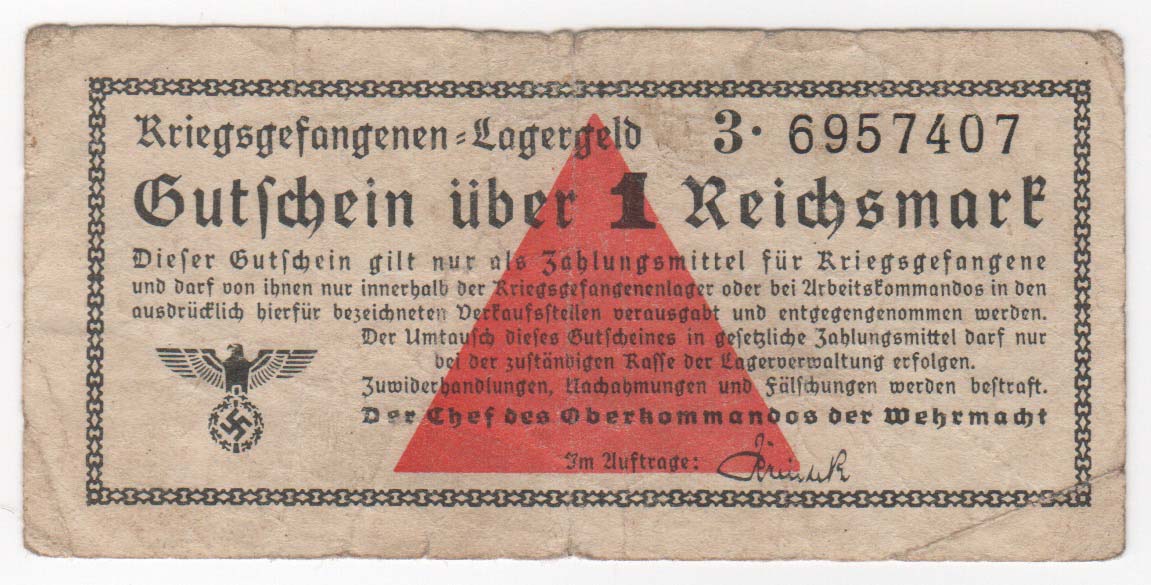 Kriegsgefangenen-Lagergeld 3· 6957407
Gutschein über 1 Reichsmark
Dieser Gutschein gilt nur als Zahlungsmittel für Kriegsgefangene
und darf von ihnen nur innerhalb der Kriegsgefangenenlager oder bei Arbeitskommandos in den
ausdrücklich hierfür bezeichneten Verkaufsstellen verausgabt und entgegengenommen werden.
Der Umtausch dieses Gutscheines in gesetzliche Zahlungsmittel darf nur
bei der zuständigen Kasse der Lagerverwaltung erfolgen.
Zuwiderhandlungen, Nachahmungen und Fälschungen werden bestraft.
Der Chef des Oberkommandos der Wehrmacht
Im Auftrage: